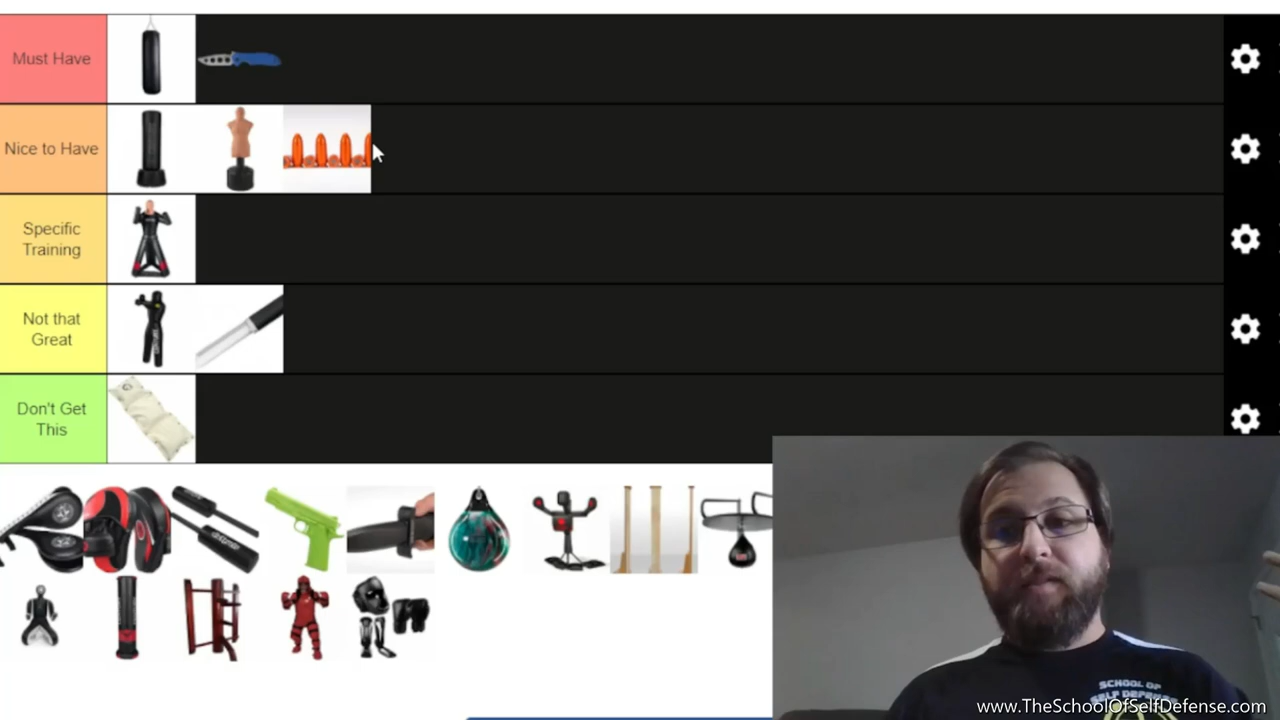 Must Have
Nice to Have
Specific
Training
Not that
Great
Don't Get
This
SCHOOL OF
SELF DEFENSE
www.TheSchoolOfSelfDefense.com